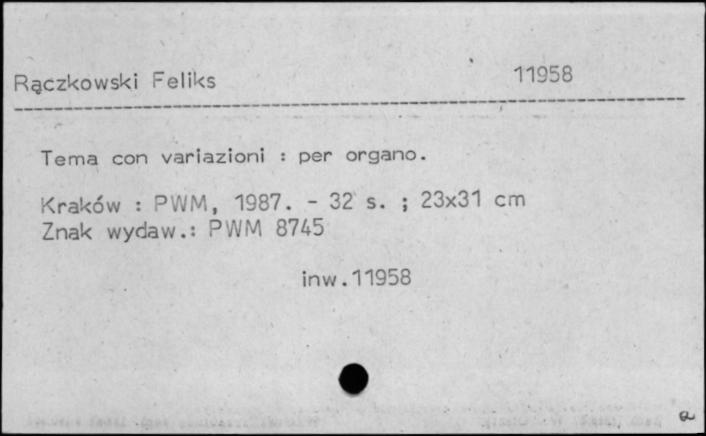 Rączkowski Feliks 11958
Tema con variazioni : per organo.
Kraków : PWM, 1987. - 32 s. ; 23x31 cm
Znak wydaw.: PWM 8745
inw.11958
a